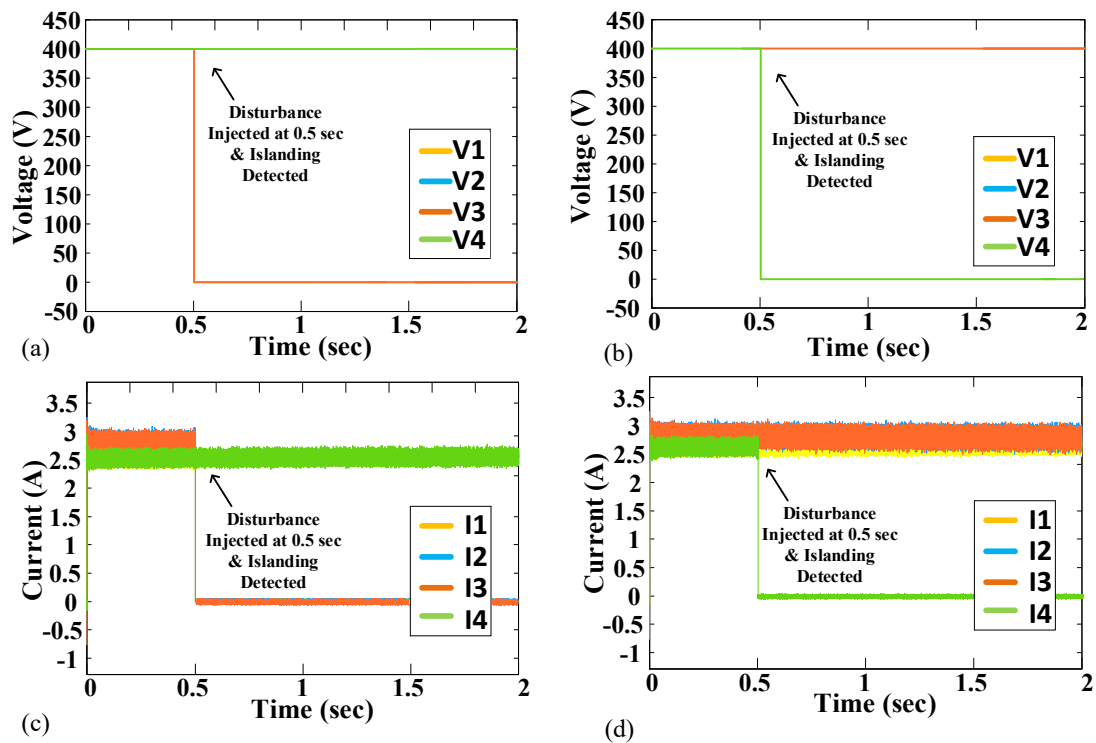 450
400
350
300
250
200
150
100
50
0
-50
Voltage (V)
Disturbance
Injected at 0.5 sec
& Islanding
Detected
V1
V2
V3
V4
0 0.5 1 1.5 2
Time (sec)
(a)
450
400
350
300
250
200
150
100
50
0
-50
Voltage (V)
Disturbance
Injected at 0.5 sec
& Islanding
Detected
V1
V2
V3
V4
0 0.5 1 1.5 2
Time (sec)
(b)
3.5
3
2.5
2
1.5
1
0.5
0
-0.5
-1
Current (A)
Disturbance
Injected at 0.5 sec
& Islanding
Detected
I1
I2
I3
I4
0 0.5 1 1.5 2
Time (sec)
(c)
3.5
3
2.5
2
1.5
1
0.5
0
-0.5
-1
Current (A)
Disturbance
Injected at 0.5 sec
& Islanding
Detected
I1
I2
I3
I4
0 0.5 1 1.5 2
Time (sec)
(d)